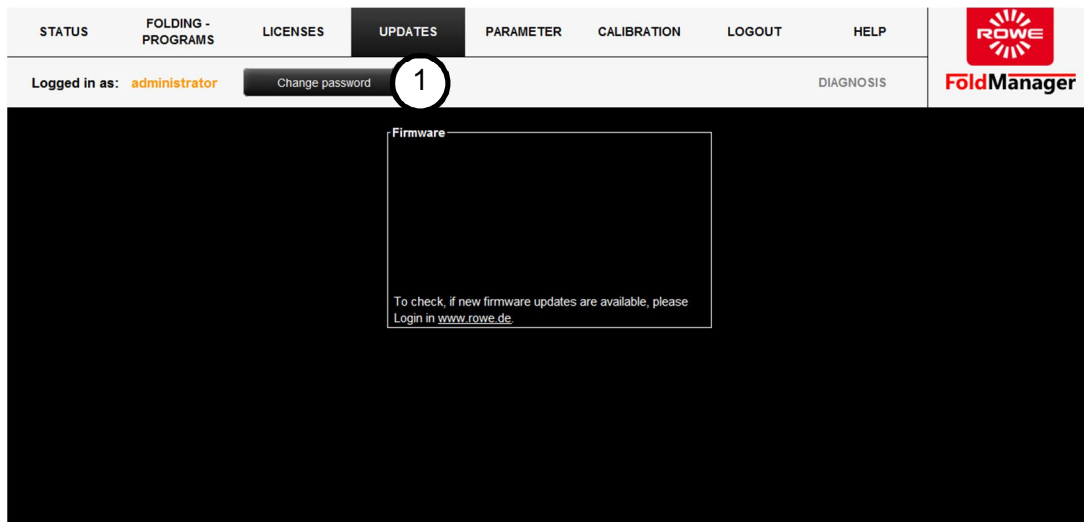 STATUS
FOLDING -
PROGRAMS
LICENSES
UPDATES
PARAMETER
CALIBRATION
LOGOUT
HELP
ROWE
FoldManager
Logged in as: administrator
Change password
1
DIAGNOSIS
Firmware
To check, if new firmware updates are available, please
Login in www.rowe.de.